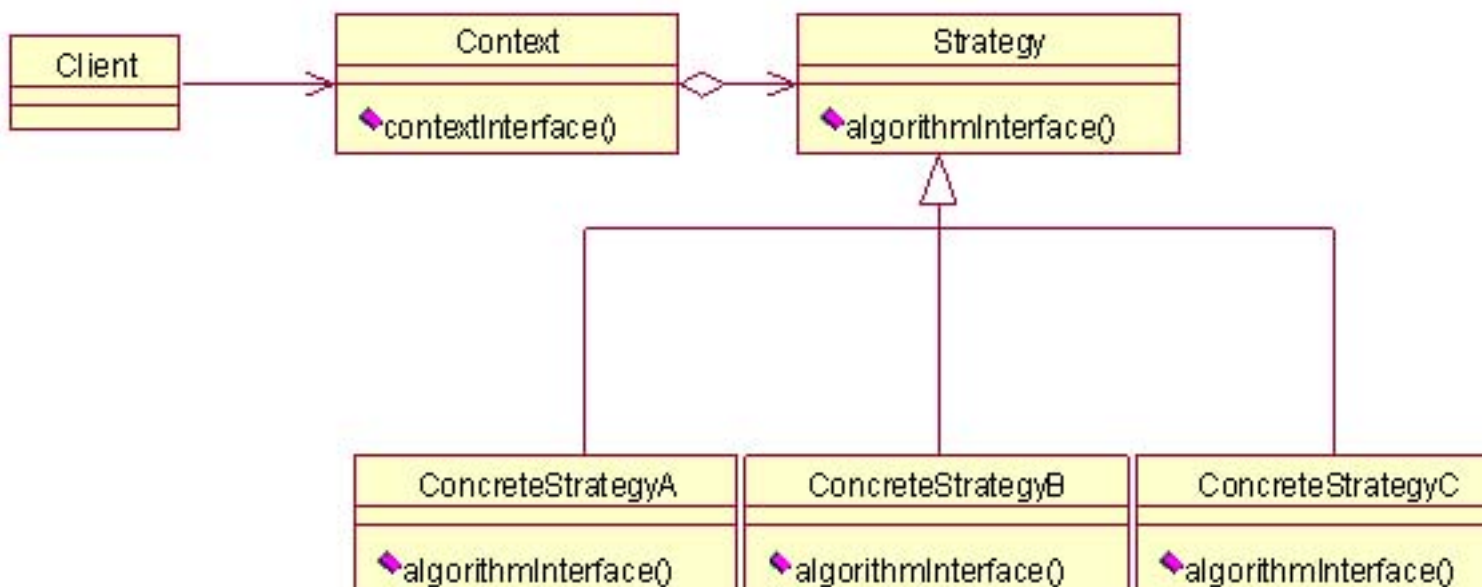 Client
Context
contextInterface()
Strategy
algorithmInterface()
ConcreteStrategyA
algorithmInterface()
ConcreteStrategyB
algorithmInterface()
ConcreteStrategyC
algorithmInterface()